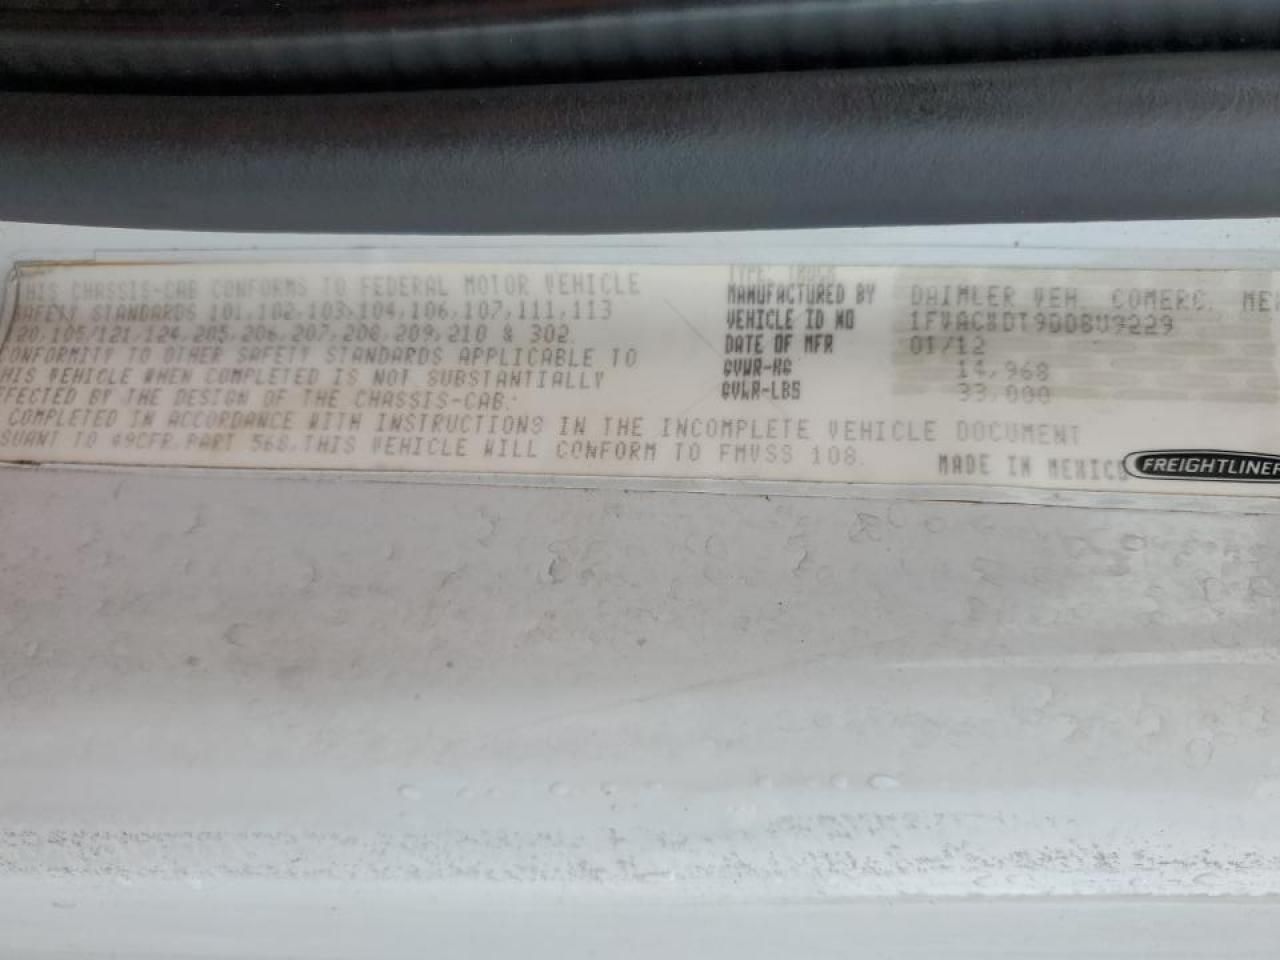 THIS CHASSIS-CAB CONFORMS TO FEDERAL MOTOR VEHICLE
SAFETY STANDARDS 101,102,103,104,106,107,111,113
20,105/121,124,205,206,207,208,209,210 & 302.
CONFORMITY TO OTHER SAFETY STANDARDS APPLICABLE TO
HIS VEHICLE WHEN COMPLETED IS NOT SUBSTANTIALLY
FFECTED BY THE DESIGN OF THE CHASSIS-CAB.
COMPLETED IN ACCORDANCE WITH INSTRUCTIONS IN THE INCOMPLETE VEHICLE DOCUMENT
SUANT TO 49CFR PART 568,THIS VEHICLE WILL CONFORM TO FMVSS 108.
TYPE: TRUCK
MANUFACTURED BY DAIMLER VEH. COMERC. MEX
VEHICLE ID NO
DATE OF MFR 01/12
GVWR-KG 14,968
GVWR-LBS 33,000
MADE IN MEXICO FREIGHTLINER